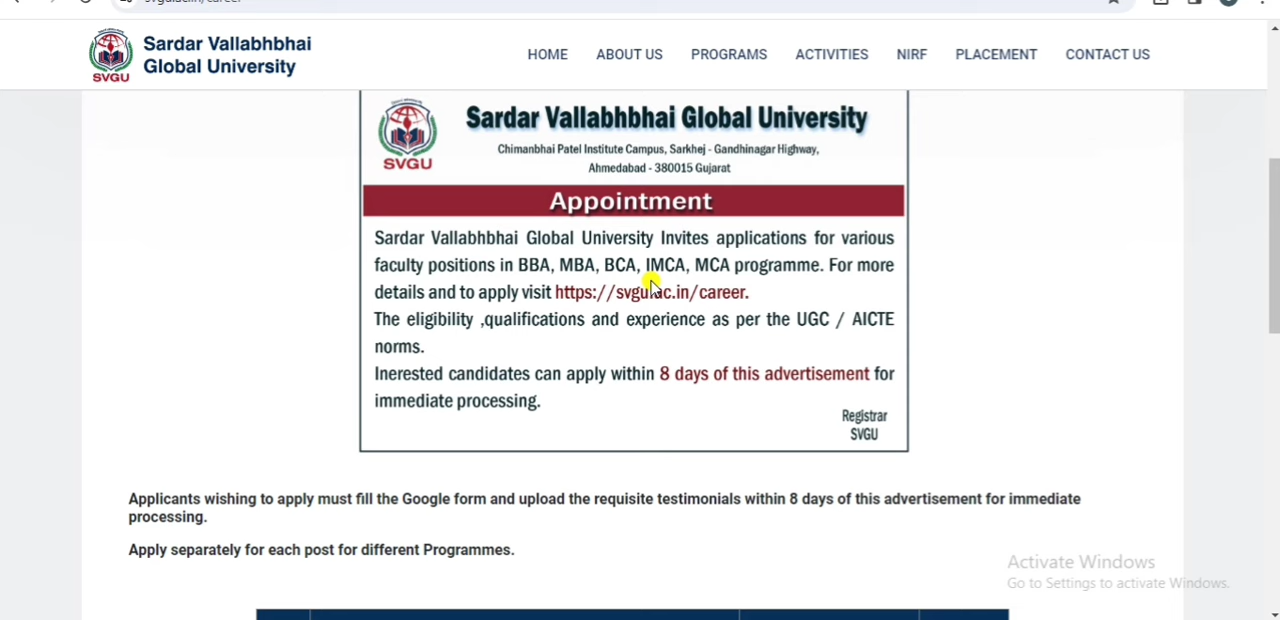 SVGU
Sardar Vallabhbhai
Global University
HOME ABOUT US PROGRAMS ACTIVITIES NIRF PLACEMENT CONTACT US
SVGU
Sardar Vallabhbhai Global University
Chimanbhai Patel Institute Campus, Sarkhej - Gandhinagar Highway,
Ahmedabad - 380015 Gujarat
Appointment
Sardar Vallabhbhai Global University Invites applications for various
faculty positions in BBA, MBA, BCA, IMCA, MCA programme. For more
details and to apply visit https://svgu.ac.in/career.
The eligibility ,qualifications and experience as per the UGC / AICTE
norms.
Inerested candidates can apply within 8 days of this advertisement for
immediate processing.
Registrar
SVGU
Applicants wishing to apply must fill the Google form and upload the requisite testimonials within 8 days of this advertisement for immediate
processing.
Apply separately for each post for different Programmes.
Activate Windows
Go to Settings to activate Windows.